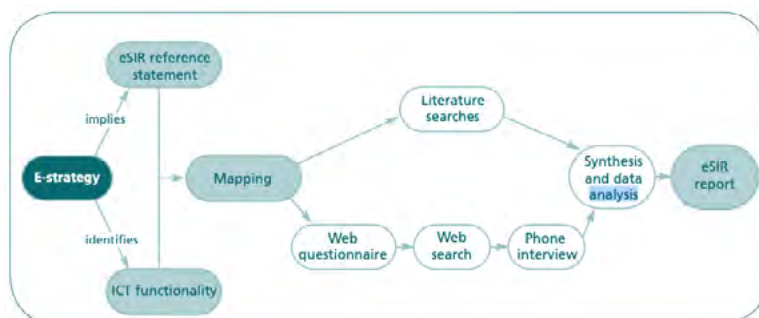 eSIR reference
statement
implies
E-strategy
identifies
ICT functionality
Mapping
Literature
searches
Web
questionnaire
Web
search
Phone
interview
Synthesis
and data
analysis
eSIR
report